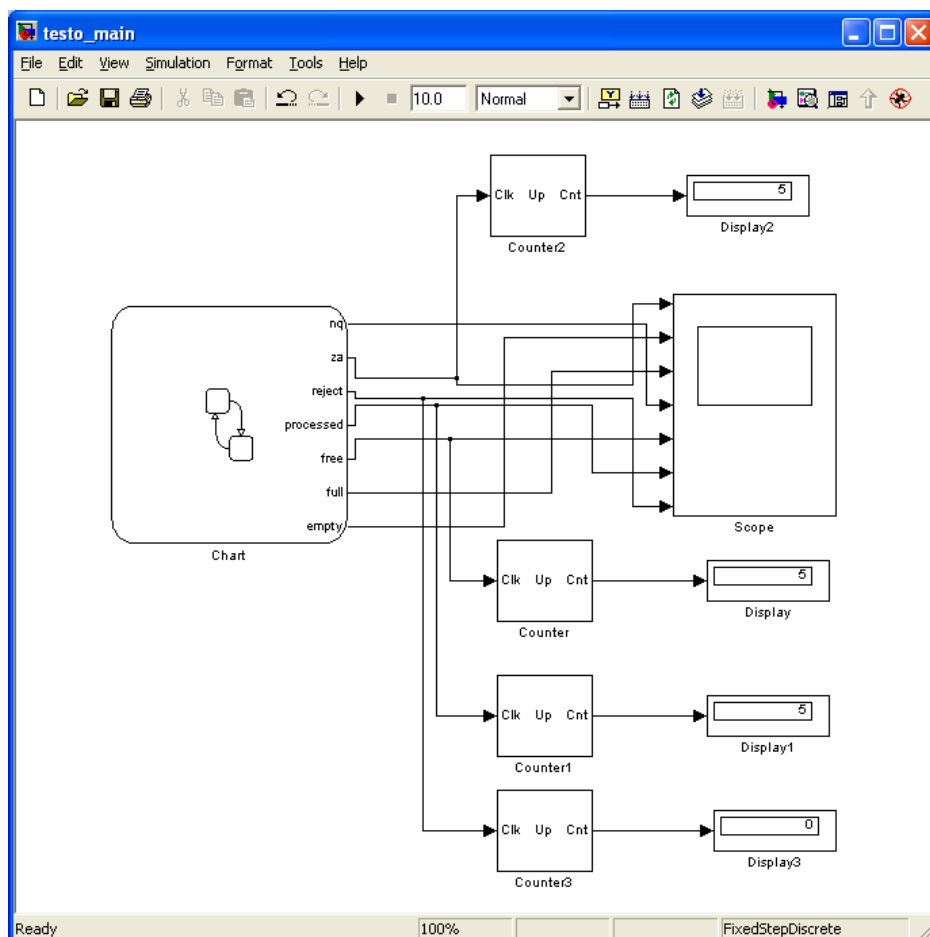 testo_main
File Edit View Simulation Format Tools Help
10.0 Normal
Clk Up Cnt
Counter2
5
Display2
nq
za
reject
processed
free
full
empty
Chart
Scope
Clk Up Cnt
Counter
5
Display
Clk Up Cnt
Counter1
5
Display1
Clk Up Cnt
Counter3
0
Display3
Ready 100% FixedStepDiscrete